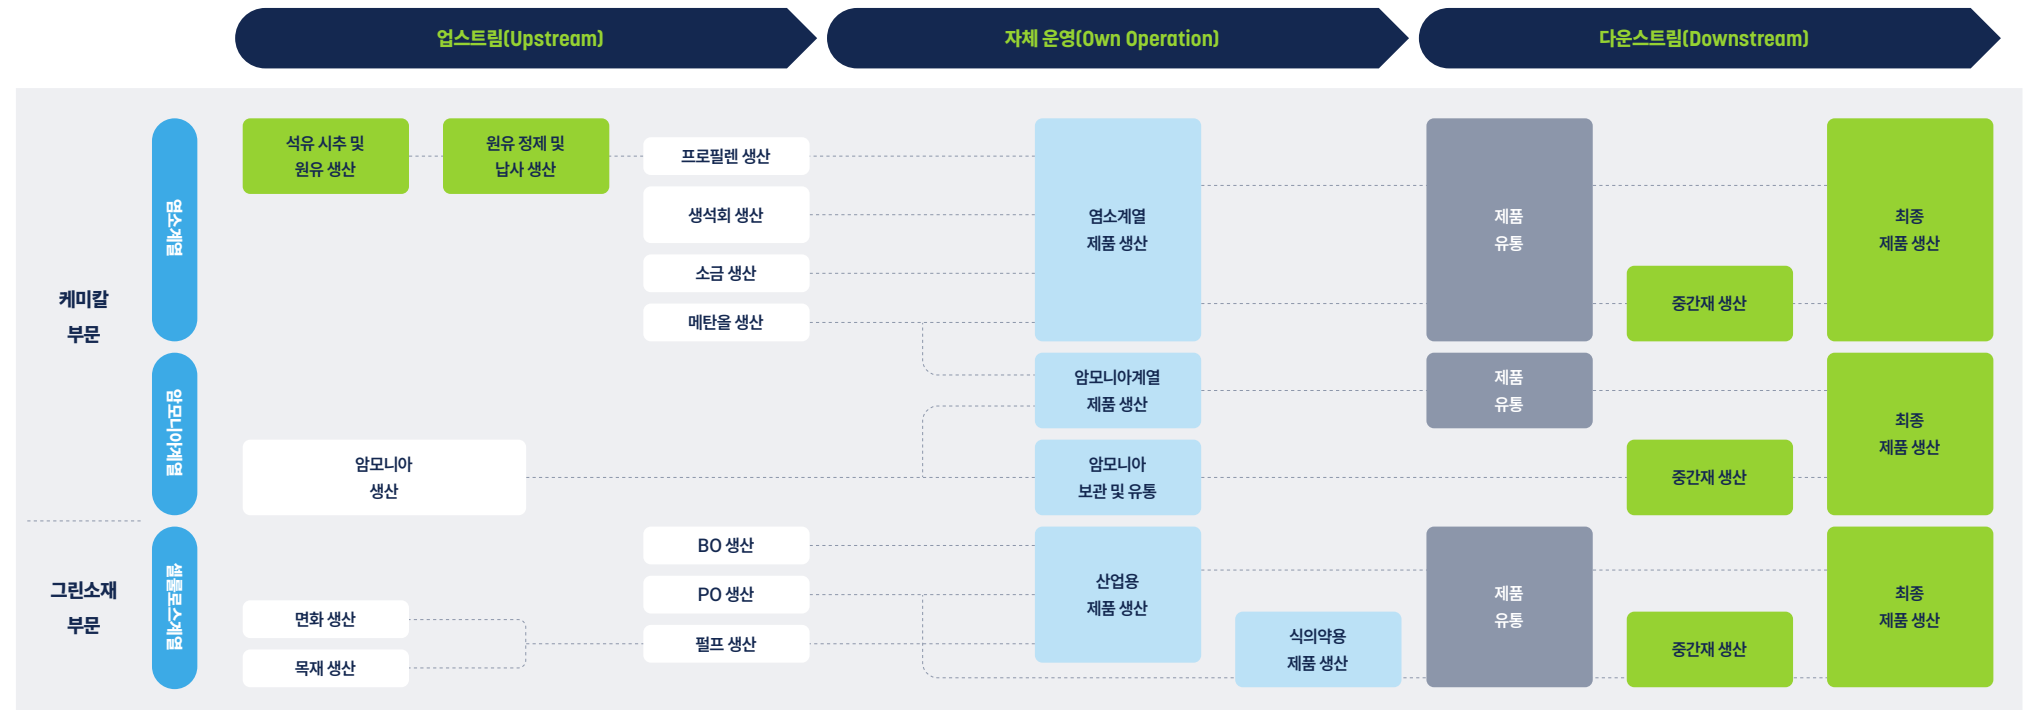 업스트림(Upstream)
자체 운영(Own Operation)
다운스트림(Downstream)
케미칼
부문
염소계열
석유 시추 및
원유 생산
원유 정제 및
납사 생산
프로필렌 생산
생석회 생산
소금 생산
메탄올 생산
염소계열
제품 생산
제품
유통
중간재 생산
최종
제품 생산
암모니아계열
암모니아
생산
암모니아계열
제품 생산
암모니아
보관 및 유통
제품
유통
중간재 생산
최종
제품 생산
그린소재
부문
셀룰로스계열
면화 생산
목재 생산
BO 생산
PO 생산
펄프 생산
산업용
제품 생산
식의약용
제품 생산
제품
유통
중간재 생산
최종
제품 생산